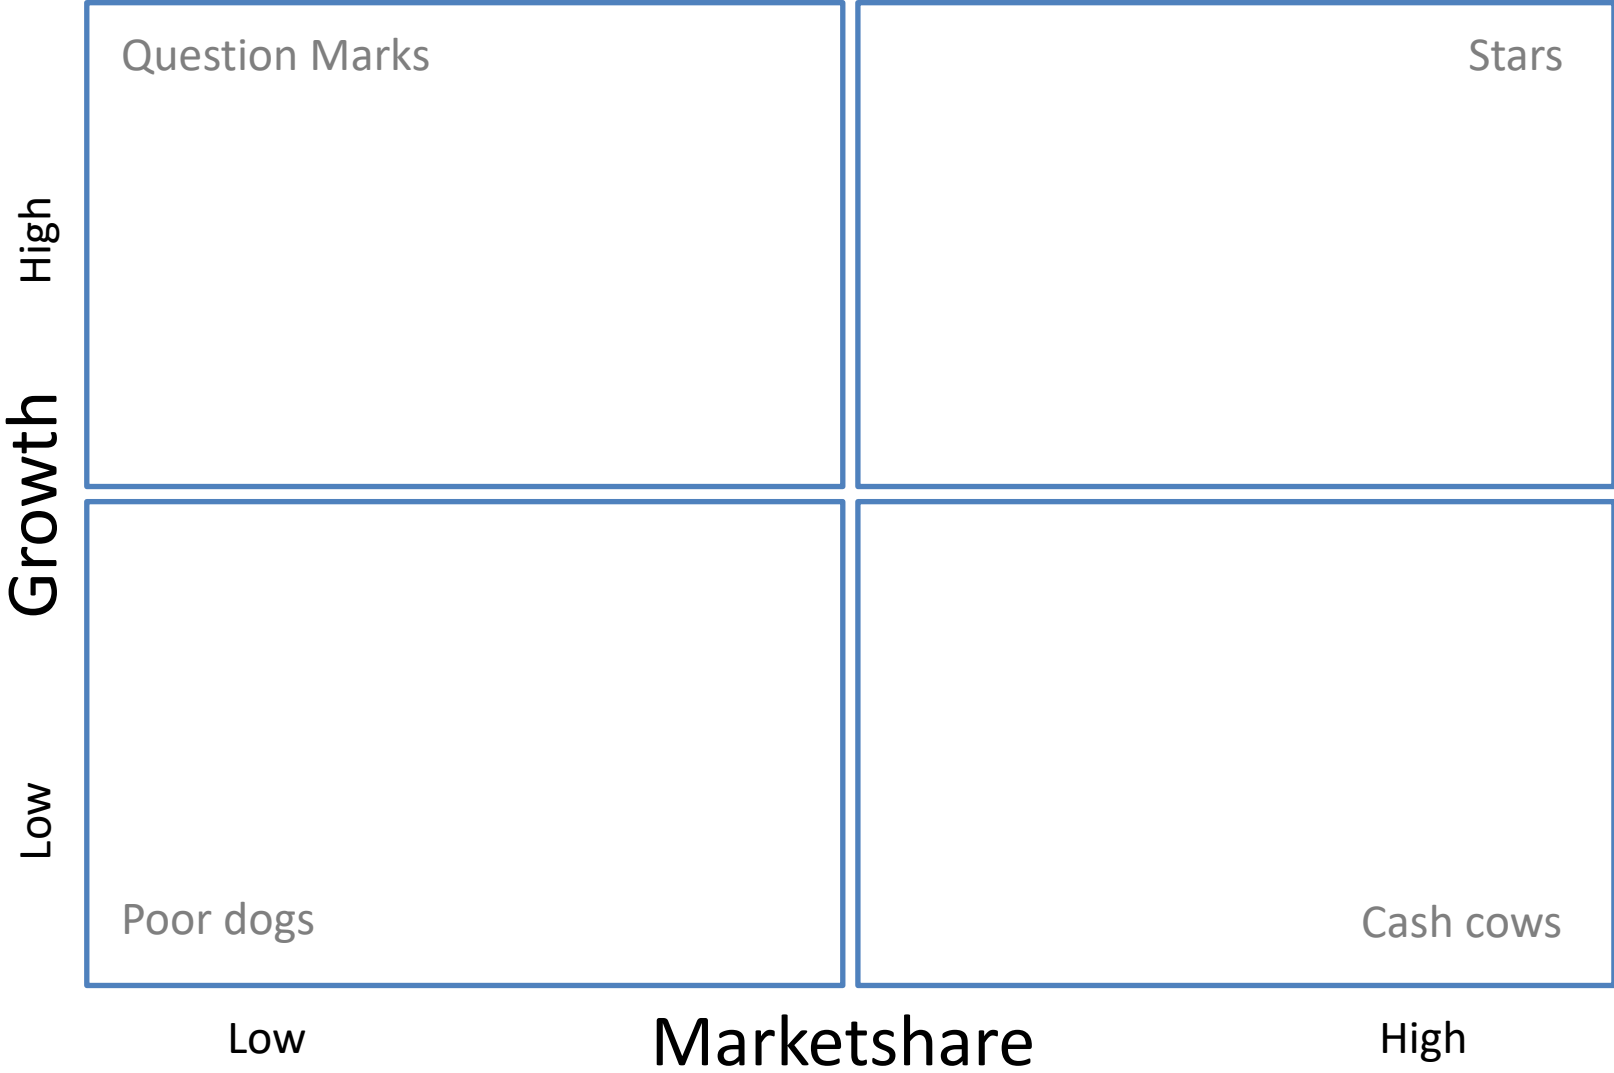 Question Marks
Stars
High
Growth
Low
Poor dogs
Cash cows
Low
Marketshare
High